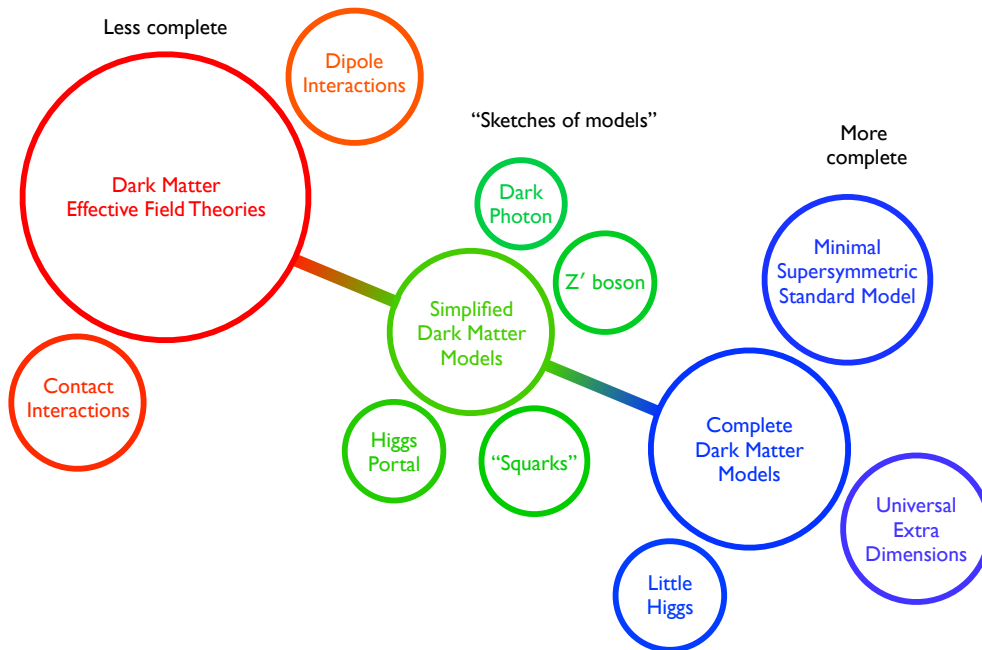 Less complete
Dipole
Interactions
Dark Matter
Effective Field Theories
Contact
Interactions
“Sketches of models”
Dark
Photon
Z′ boson
Simplified
Dark Matter
Models
Higgs
Portal
“Squarks”
More
complete
Minimal
Supersymmetric
Standard Model
Complete
Dark Matter
Models
Universal
Extra
Dimensions
Little
Higgs